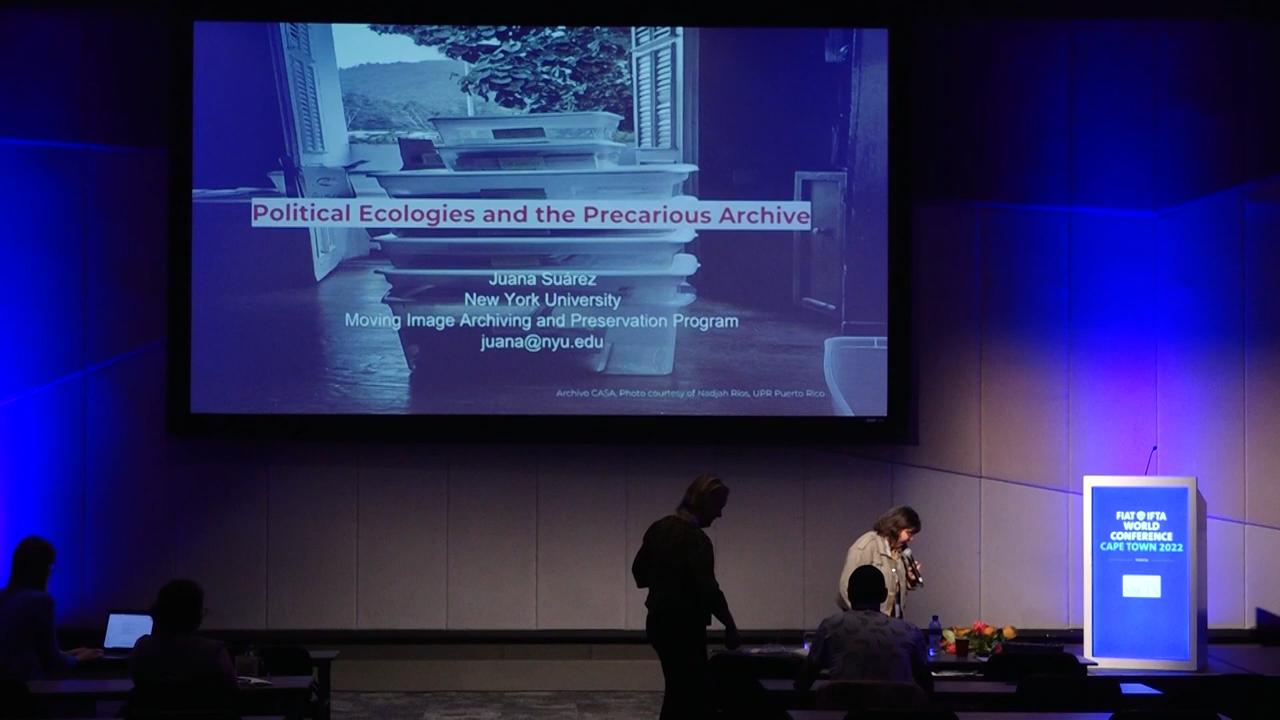 Political Ecologies and the Precarious Archive
Juana Suárez
New York University
Moving Image Archiving and Preservation Program
juana@nyu.edu
Archivo CASA, Photo courtesy of Nadjah Ríos, UPR Puerto Rico
FIAT IFTA
WORLD
CONFERENCE
CAPE TOWN 2022